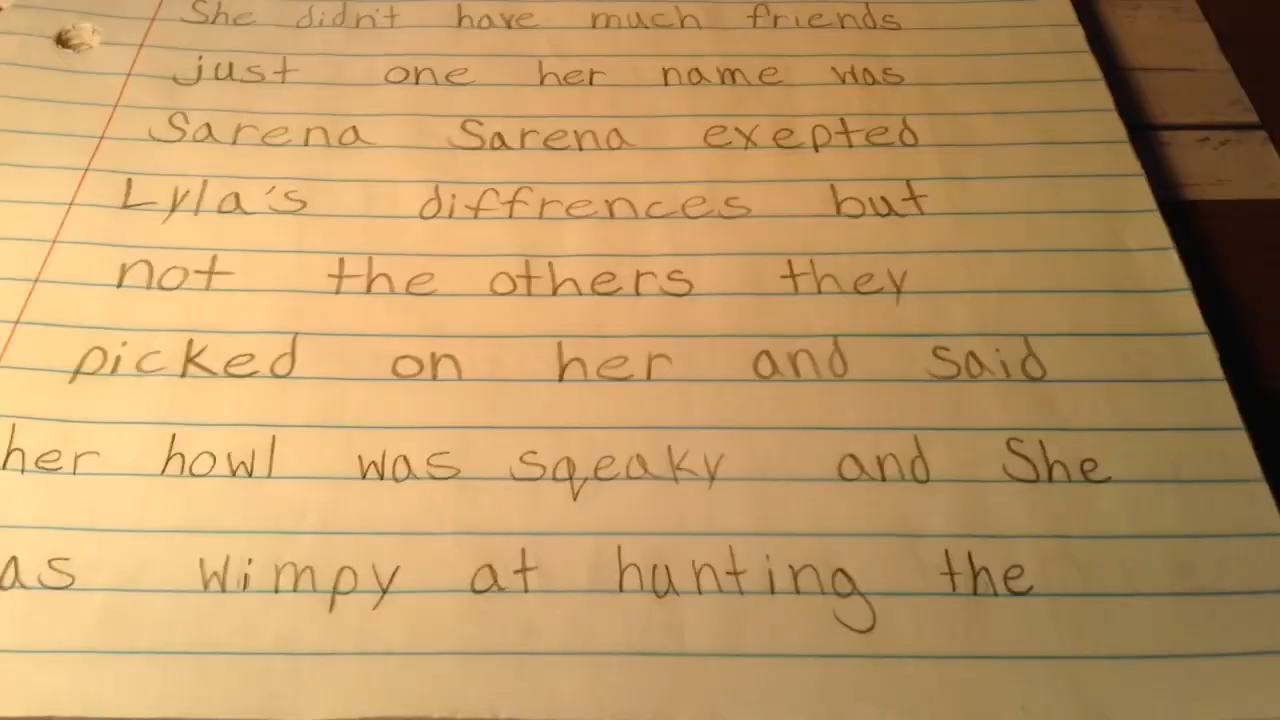 She didn't have much friends
just one her name was
Sarena Sarena exepted
Lyla's diffrences but
not the others they
picked on her and said
her howl was sqeaky and She
as wimpy at hunting the